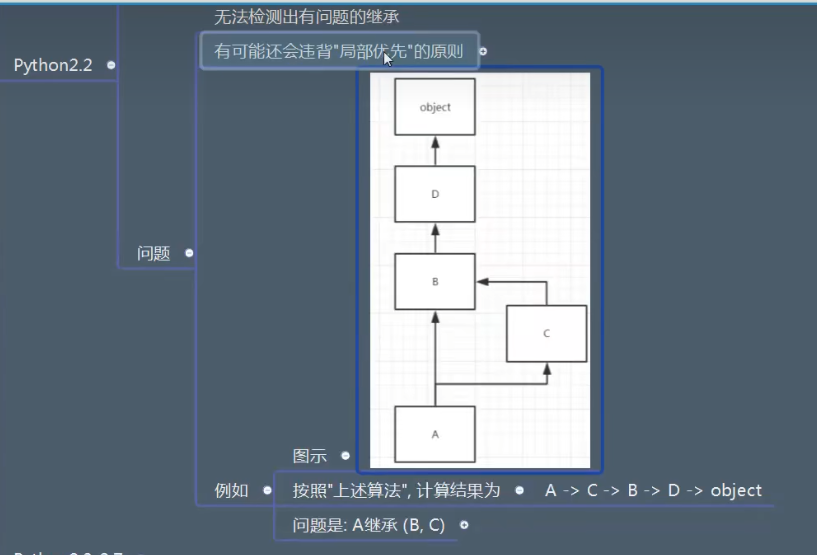 无法检测出有问题的继承
有可能还会违背"局部优先"的原则
Python2.2
object
D
问题
B
C
A
图示
例如
按照"上述算法", 计算结果为
A -> C -> B -> D -> object
问题是: A继承 (B, C)